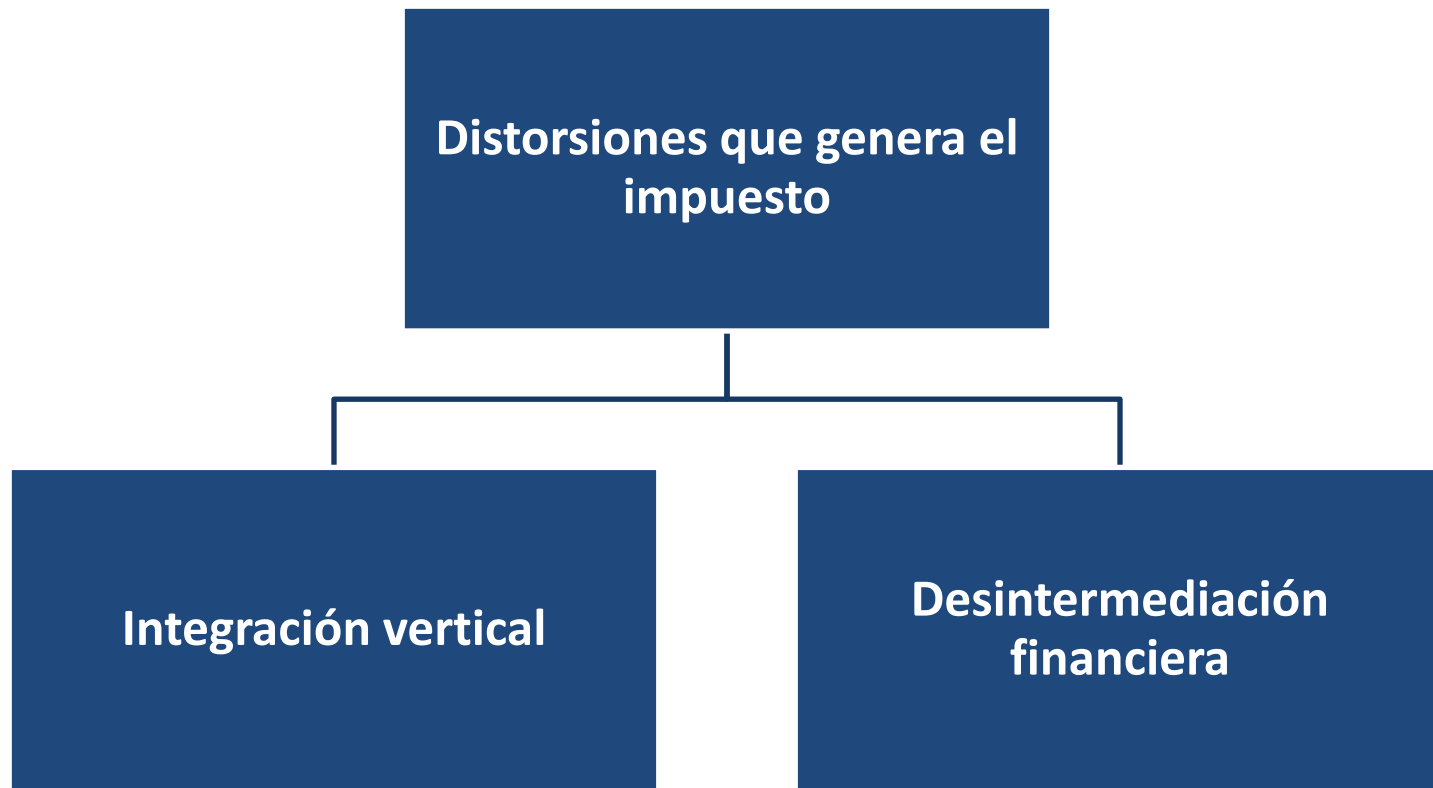 Distorsiones que genera el
impuesto
Integración vertical
Desintermediación
financiera